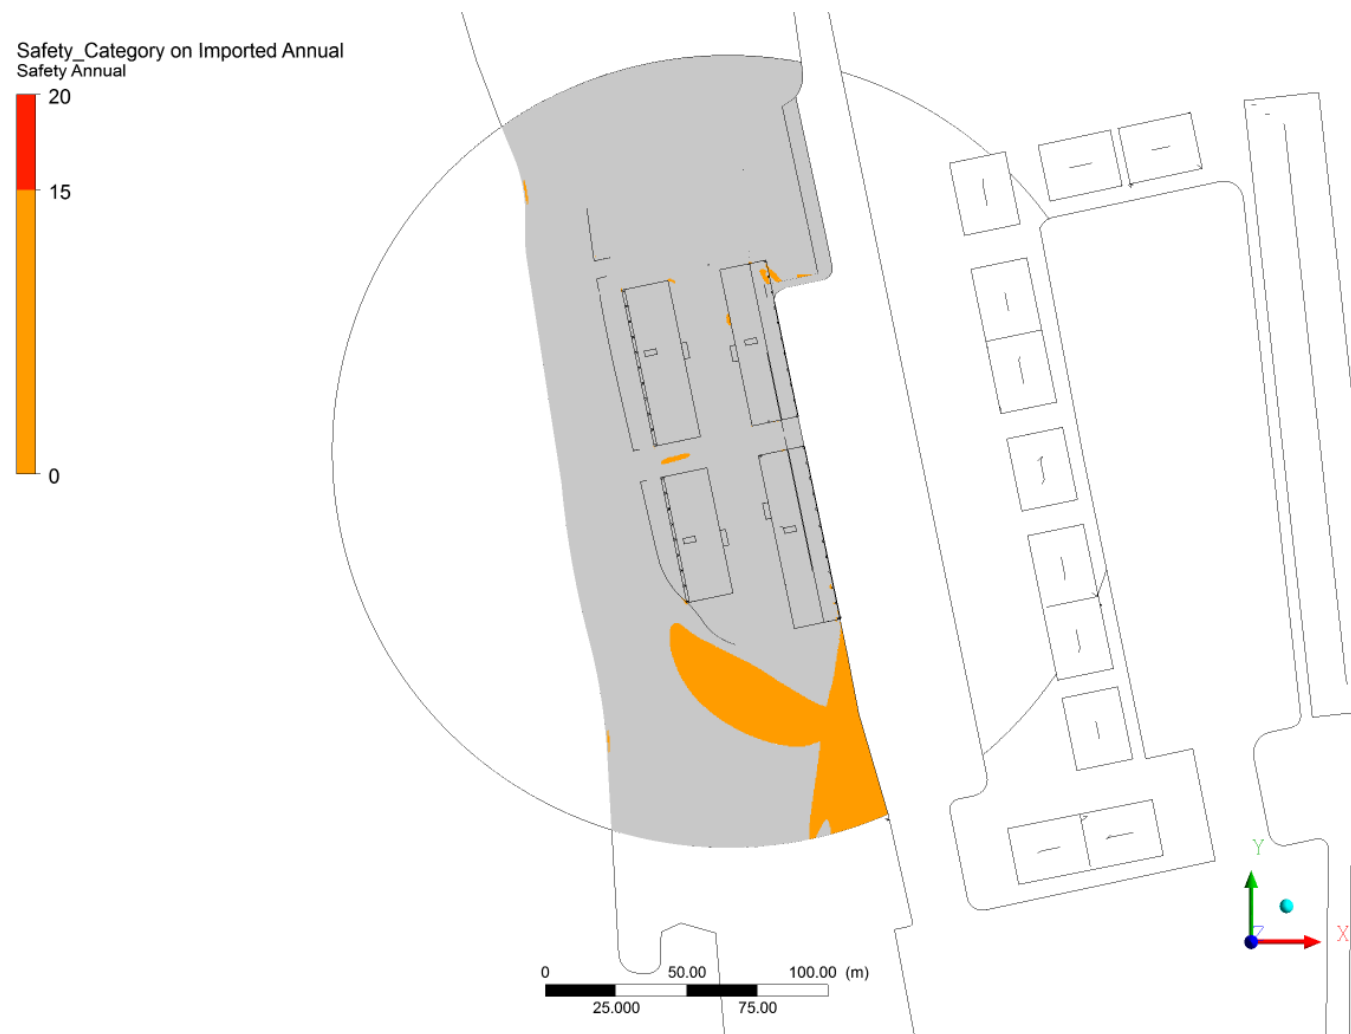 Safety_Category on Imported Annual
Safety Annual
20
15
0
Y
Z
X
0 50.00 100.00 (m)
25.000 75.00